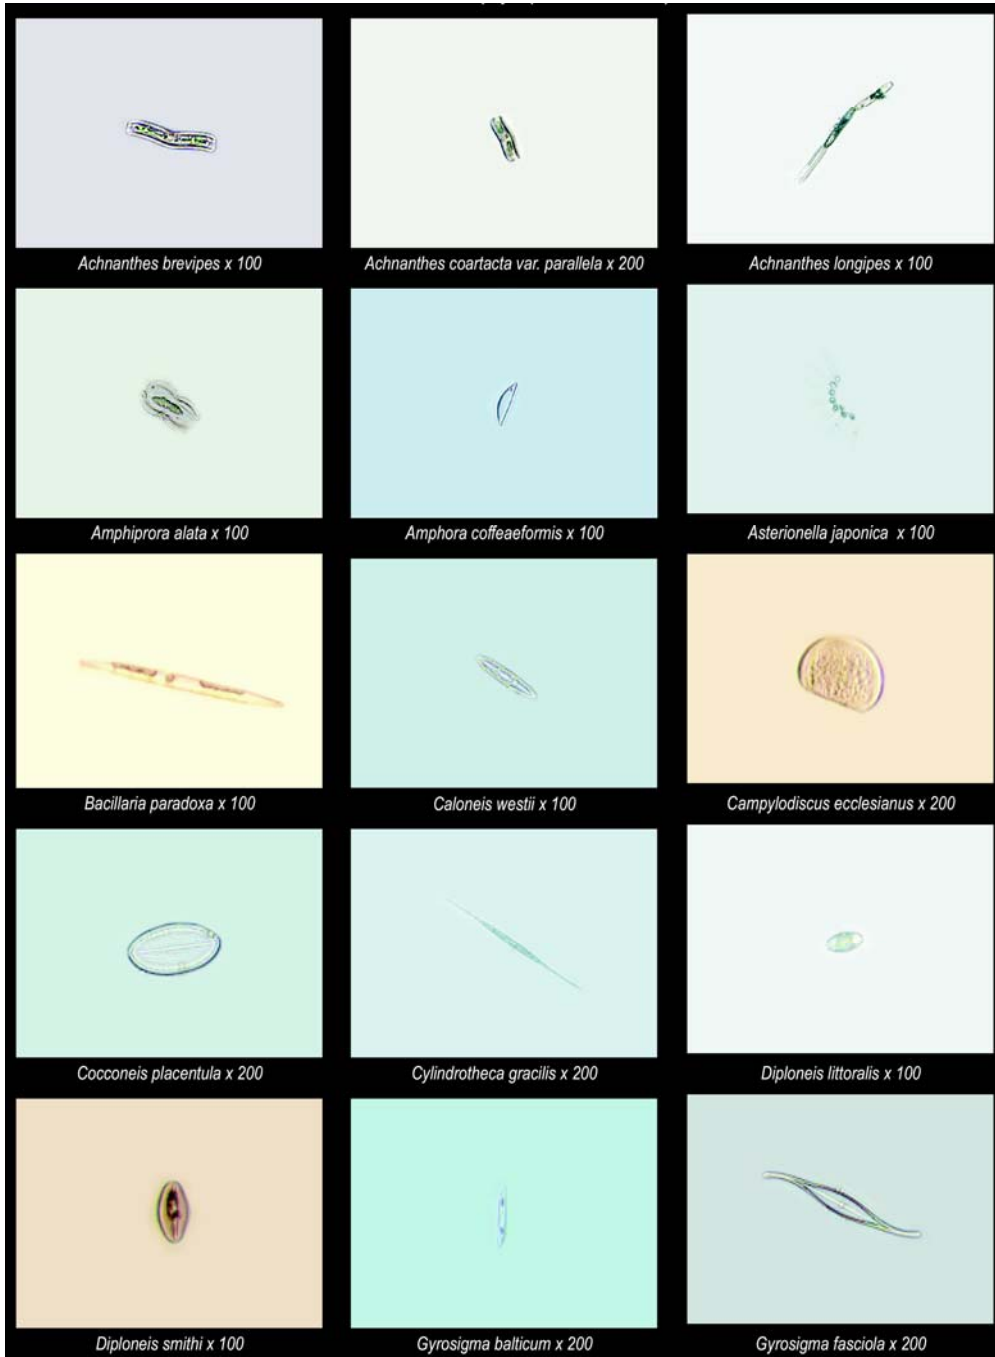 Achnanthes brevipes x 100
Achnanthes coartacta var. parallela x 200
Achnanthes longipes x 100
Amphiprora alata x 100
Amphora coffeaeformis x 100
Asterionella japonica x 100
Bacillaria paradoxa x 100
Caloneis westii x 100
Campylodiscus ecclesianus x 200
Cocconeis placentula x 200
Cylindrotheca gracilis x 200
Diploneis littoralis x 100
Diploneis smithi x 100
Gyrosigma balticum x 200
Gyrosigma fasciola x 200